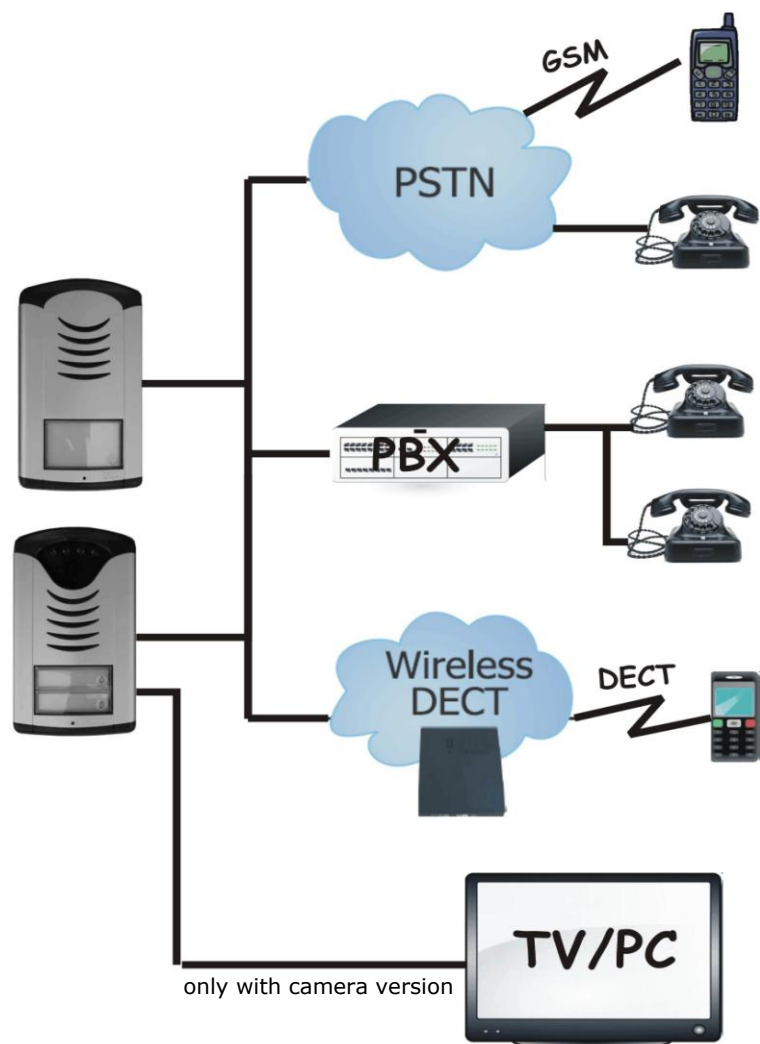 GSM
PSTN
PBX
Wireless
DECT
DECT
TV/PC
only with camera version